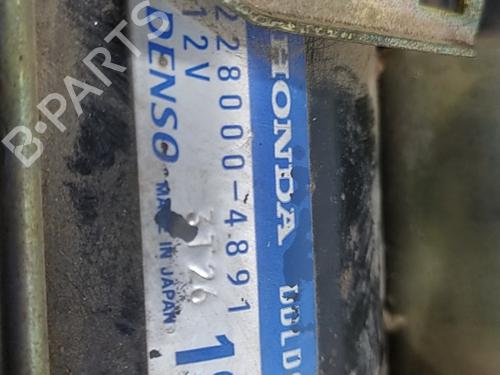 HONDA
228000-4891
12V
DENSO
MADE IN JAPAN
B-PARTS